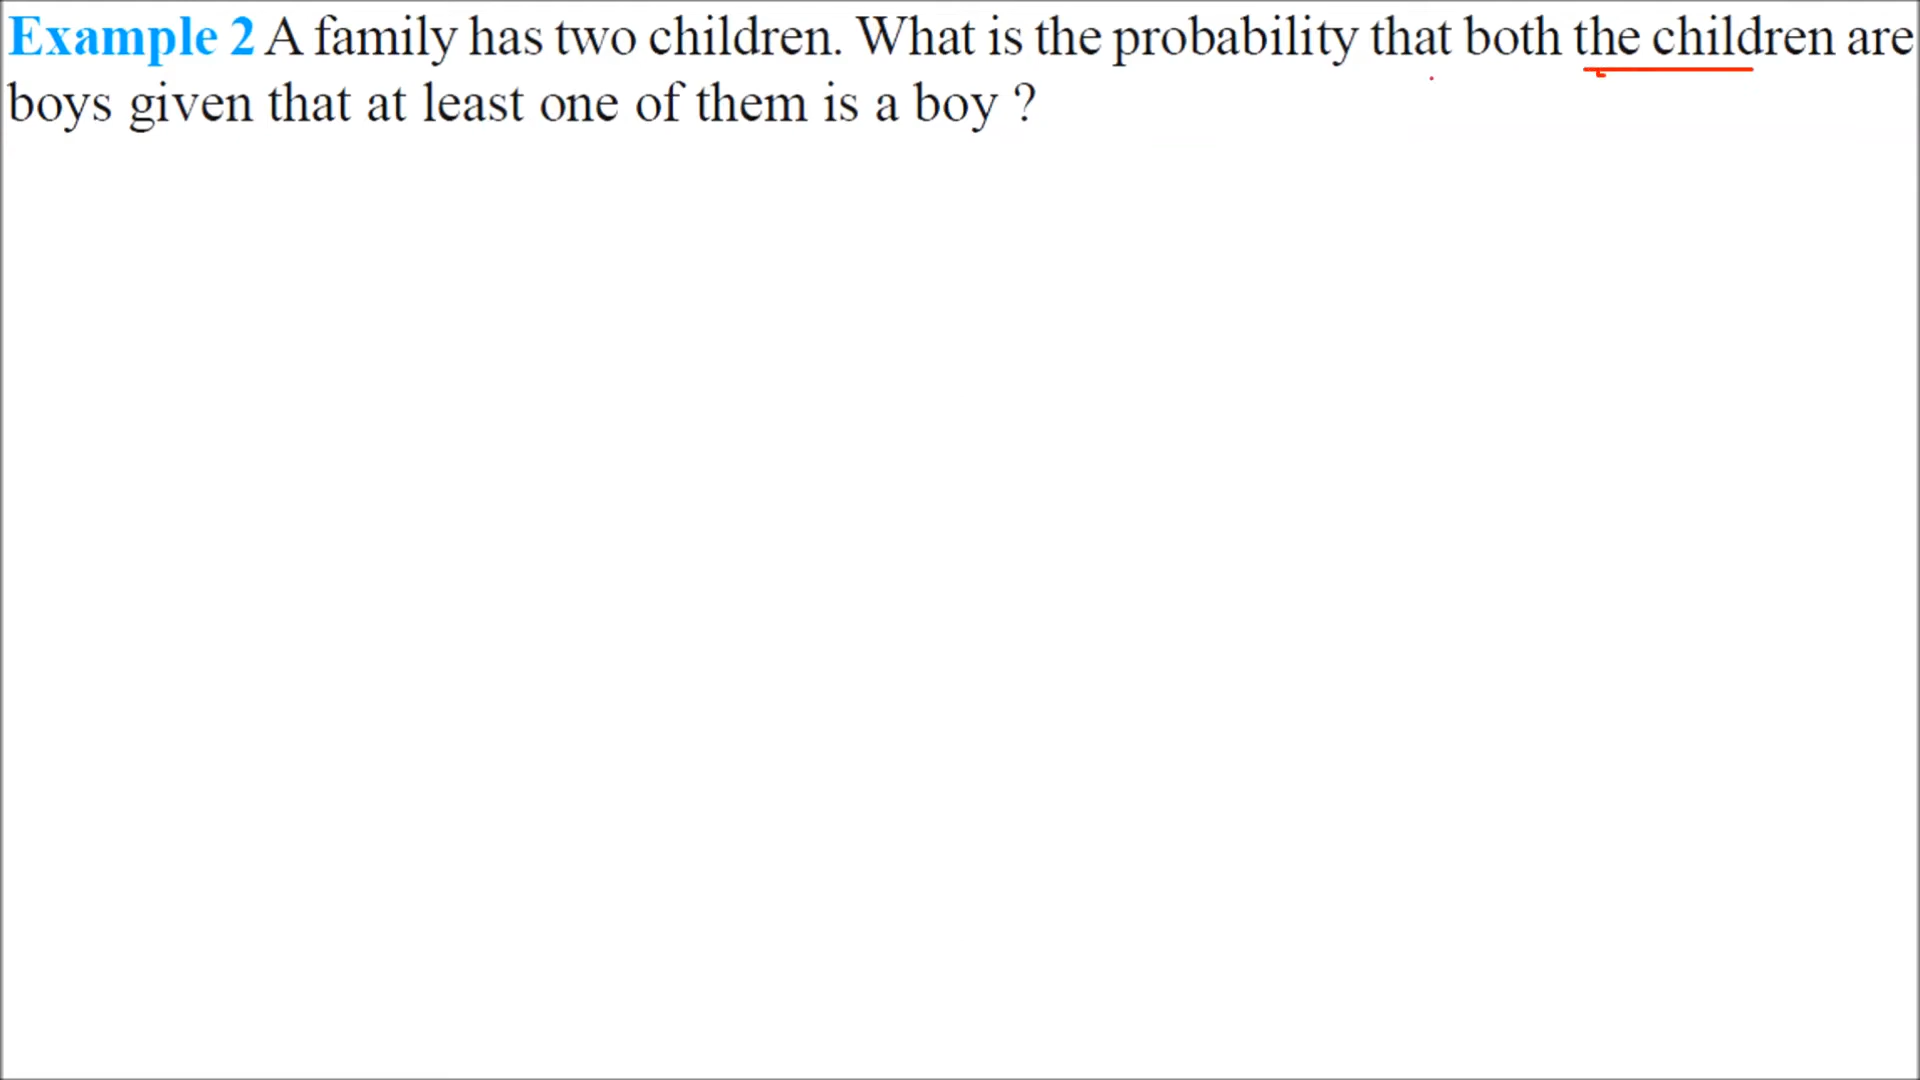 Example 2 A family has two children. What is the probability that both the children are
boys given that at least one of them is a boy ?